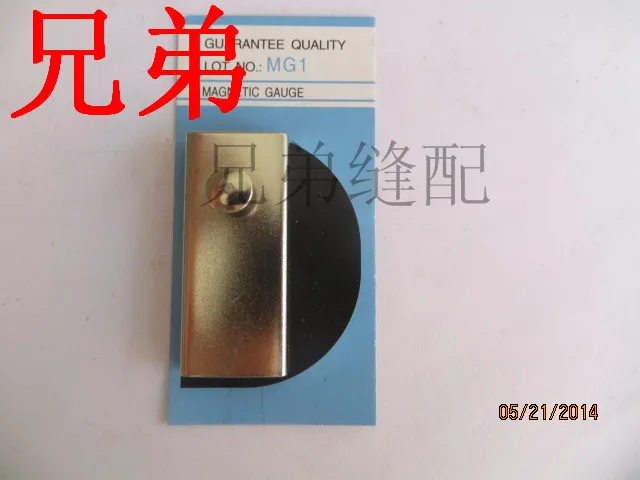 兄弟
GUARANTEE QUALITY
LOT NO.: MG1
MAGNETIC GAUGE
兄弟缝配
05/21/2014